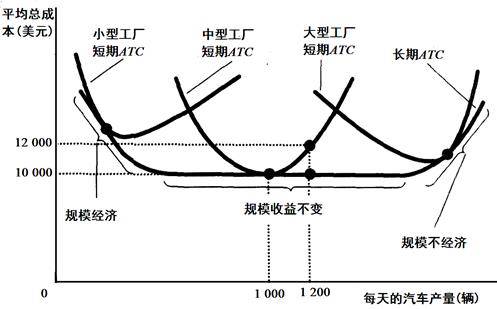 平均总成
本(美元)
小型工厂
短期ATC
中型工厂
短期ATC
大型工厂
短期ATC
长期ATC
12 000
10 000
规模经济
规模收益不变
规模不经济
0
1 000
1 200
每天的汽车产量(辆)